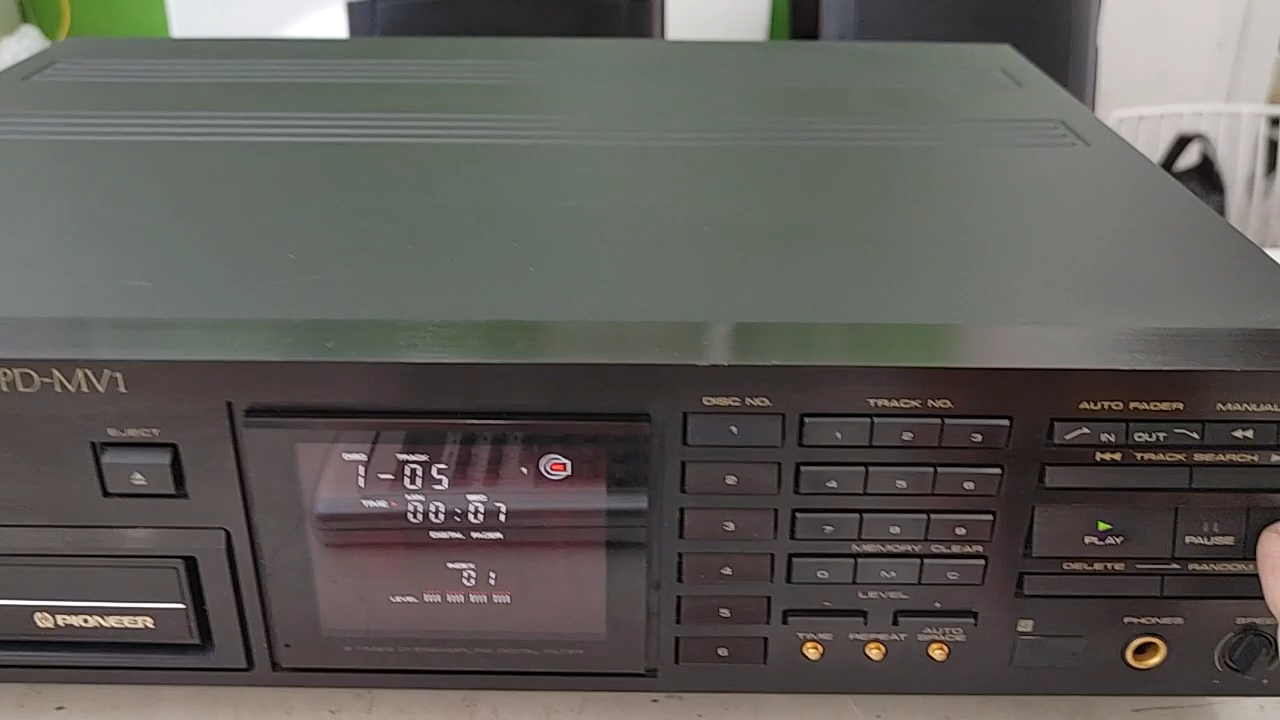 PD-MV1
EJECT
PIONEER
DISC TRACK
1-05
MIN SEC
TIME 00:07
DIGITAL FADER
INDEX
01
LEVEL
DISC NO.
1
2
3
4
5
6
TRACK NO.
1 2 3
4 5 6
7 8 9
MEMORY CLEAR
0 M C
LEVEL
- +
TIME REPEAT AUTO SPACE
AUTO FADER MANUAL
IN OUT
TRACK SEARCH
PLAY PAUSE
DELETE RANDOM
PHONES